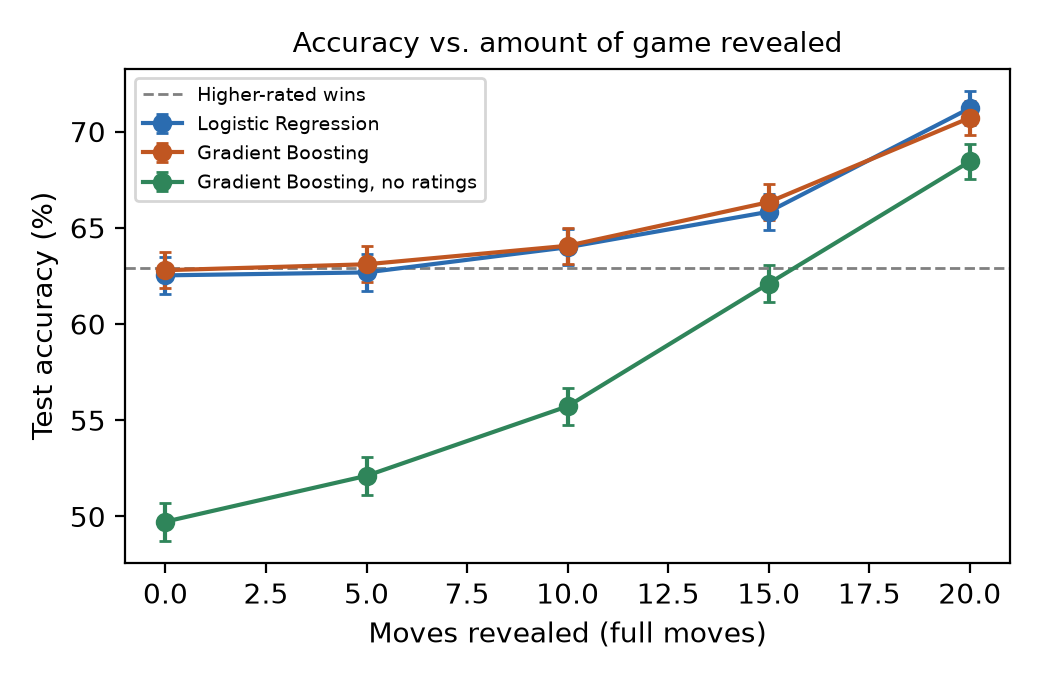 Accuracy vs. amount of game revealed
Higher-rated wins
Logistic Regression
Gradient Boosting
Gradient Boosting, no ratings
Test accuracy (%)
70
65
60
55
50
0.0 2.5 5.0 7.5 10.0 12.5 15.0 17.5 20.0
Moves revealed (full moves)